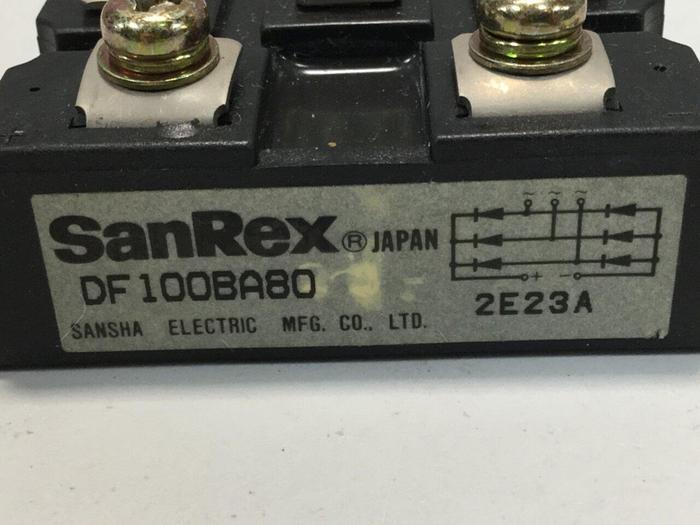 SanRex® JAPAN
DF100BA80
SANSHA ELECTRIC MFG. CO., LTD.
~ ~ ~
+ −
2E23A